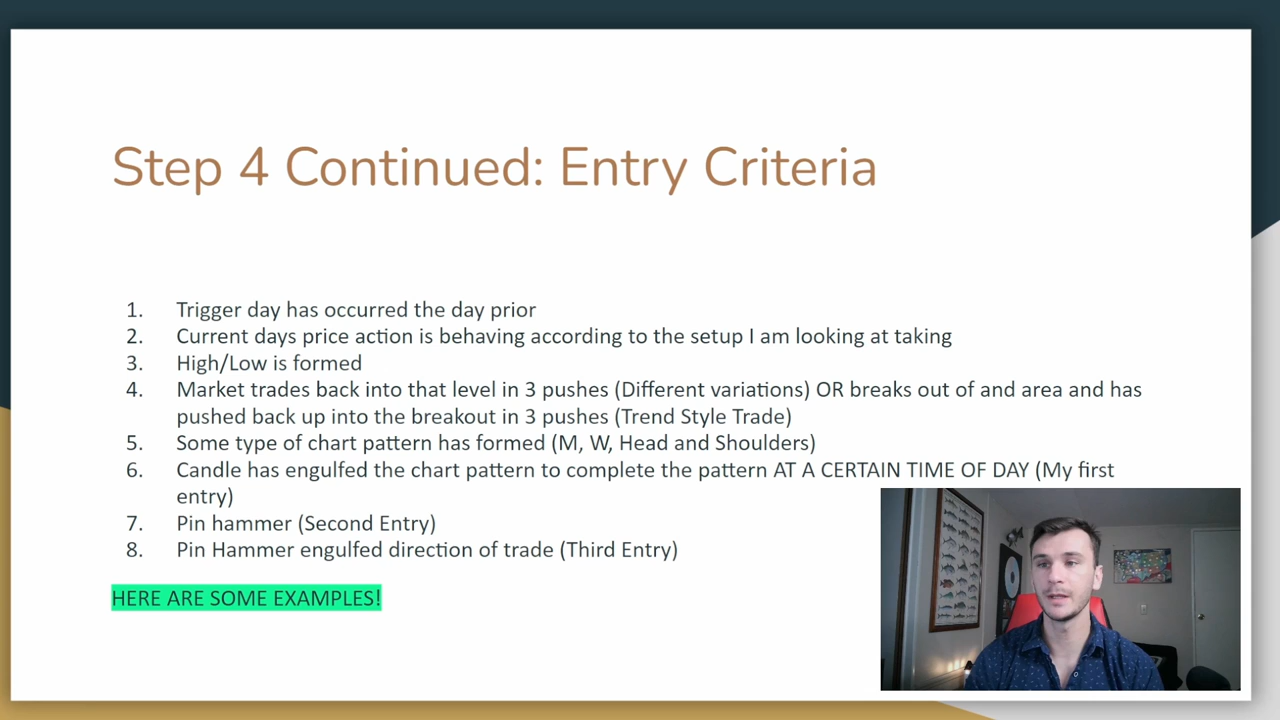 Step 4 Continued: Entry Criteria
1. Trigger day has occurred the day prior
2. Current days price action is behaving according to the setup I am looking at taking
3. High/Low is formed
4. Market trades back into that level in 3 pushes (Different variations) OR breaks out of and area and has
pushed back up into the breakout in 3 pushes (Trend Style Trade)
5. Some type of chart pattern has formed (M, W, Head and Shoulders)
6. Candle has engulfed the chart pattern to complete the pattern AT A CERTAIN TIME OF DAY (My first
entry)
7. Pin hammer (Second Entry)
8. Pin Hammer engulfed direction of trade (Third Entry)
HERE ARE SOME EXAMPLES!